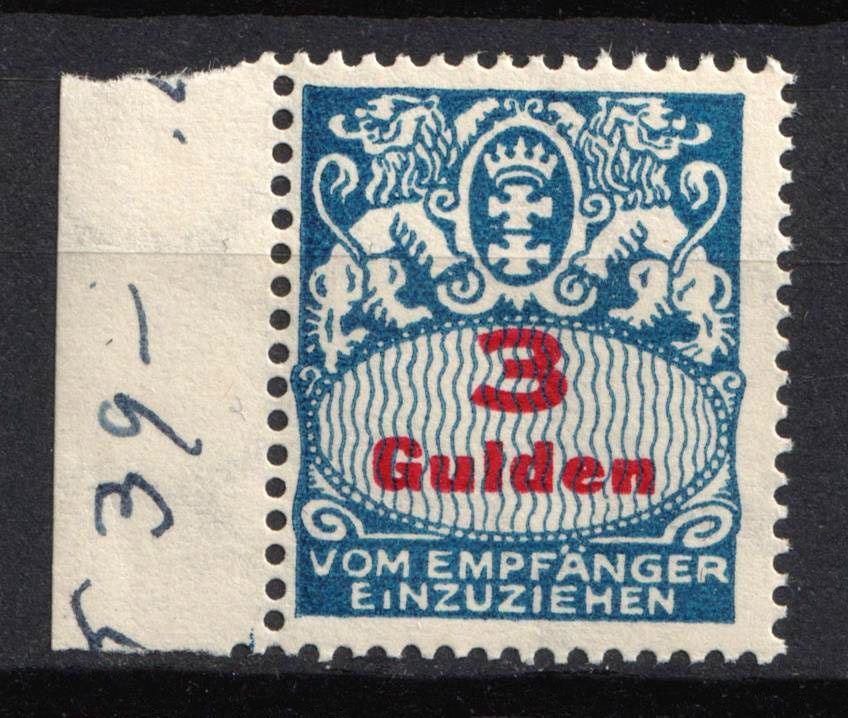 3
Gulden
VOM EMPFÄNGER
EiNZUZiEHEN
39-